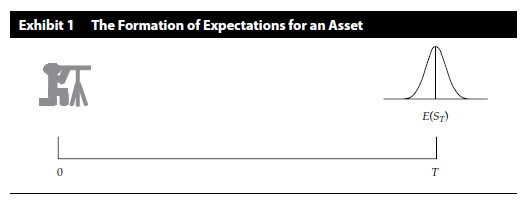 Exhibit 1 The Formation of Expectations for an Asset
E(S_T)
0
T